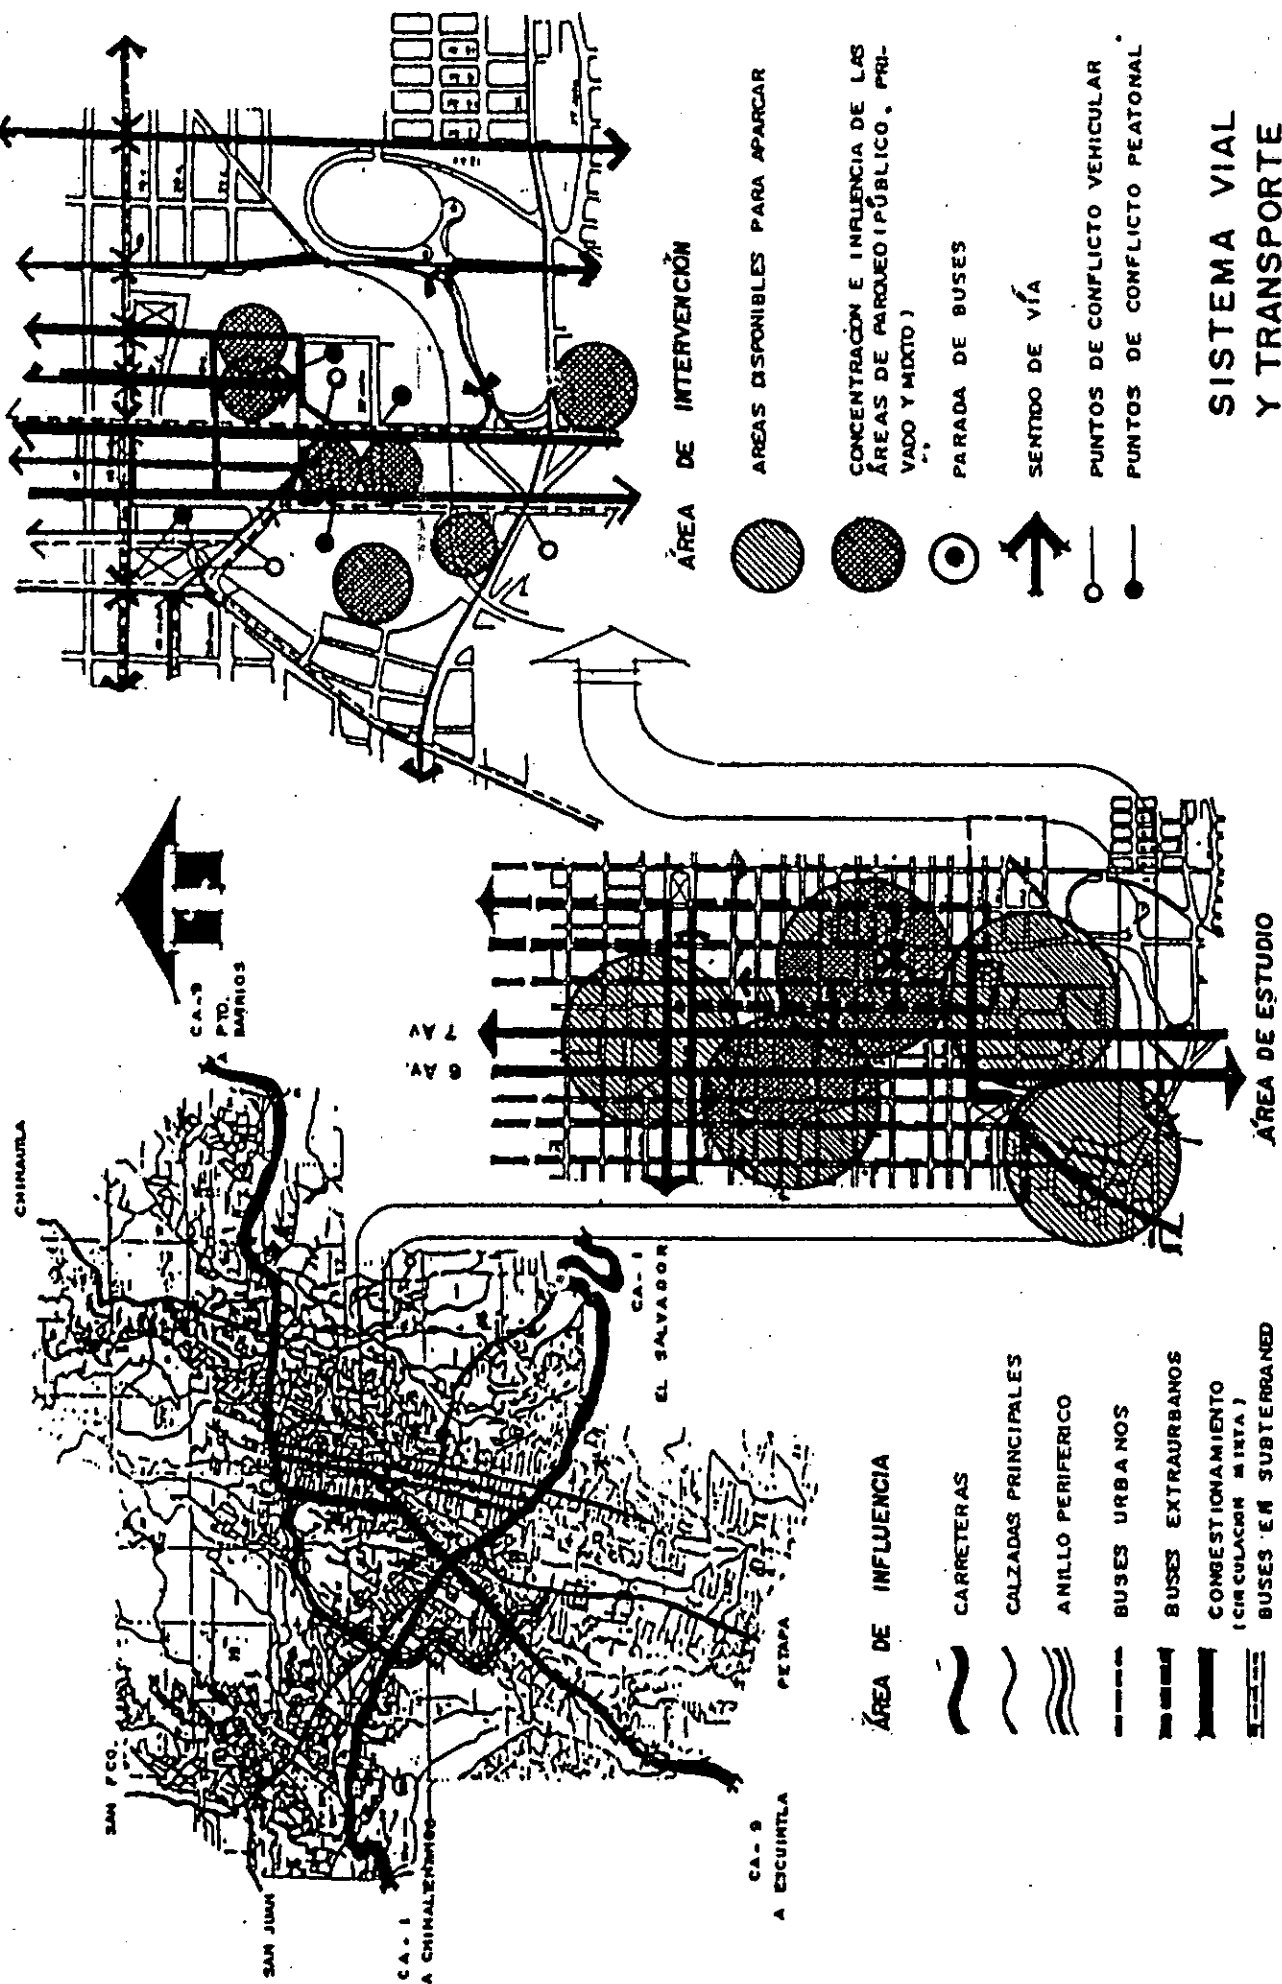 CHINAUTLA
CA-9
PTO.
BARRIOS
SAN FCO.
SAN JUAN
CA-1
A CHIMALTENANGO
CA-9
A ESCUINTLA
PETAPA
CA-1
EL SALVADOR
ÁREA DE INFLUENCIA
CARRETERAS
CALZADAS PRINCIPALES
ANILLO PERIFERICO
BUSES URBANOS
BUSES EXTRAURBANOS
CONGESTIONAMIENTO
(CIRCULACION MIXTA)
BUSES EN SUBTERRANEO
6 Av.
7 Av
ÁREA DE ESTUDIO
ÁREA DE INTERVENCIÓN
AREAS DISPONIBLES PARA APARCAR
CONCENTRACIÓN E INFLUENCIA DE LAS
ÁREAS DE PARQUEO (PÚBLICO, PRI-
VADO Y MIXTO)
PARADA DE BUSES
SENTIDO DE VÍA
PUNTOS DE CONFLICTO VEHICULAR
PUNTOS DE CONFLICTO PEATONAL
SISTEMA VIAL
Y TRANSPORTE